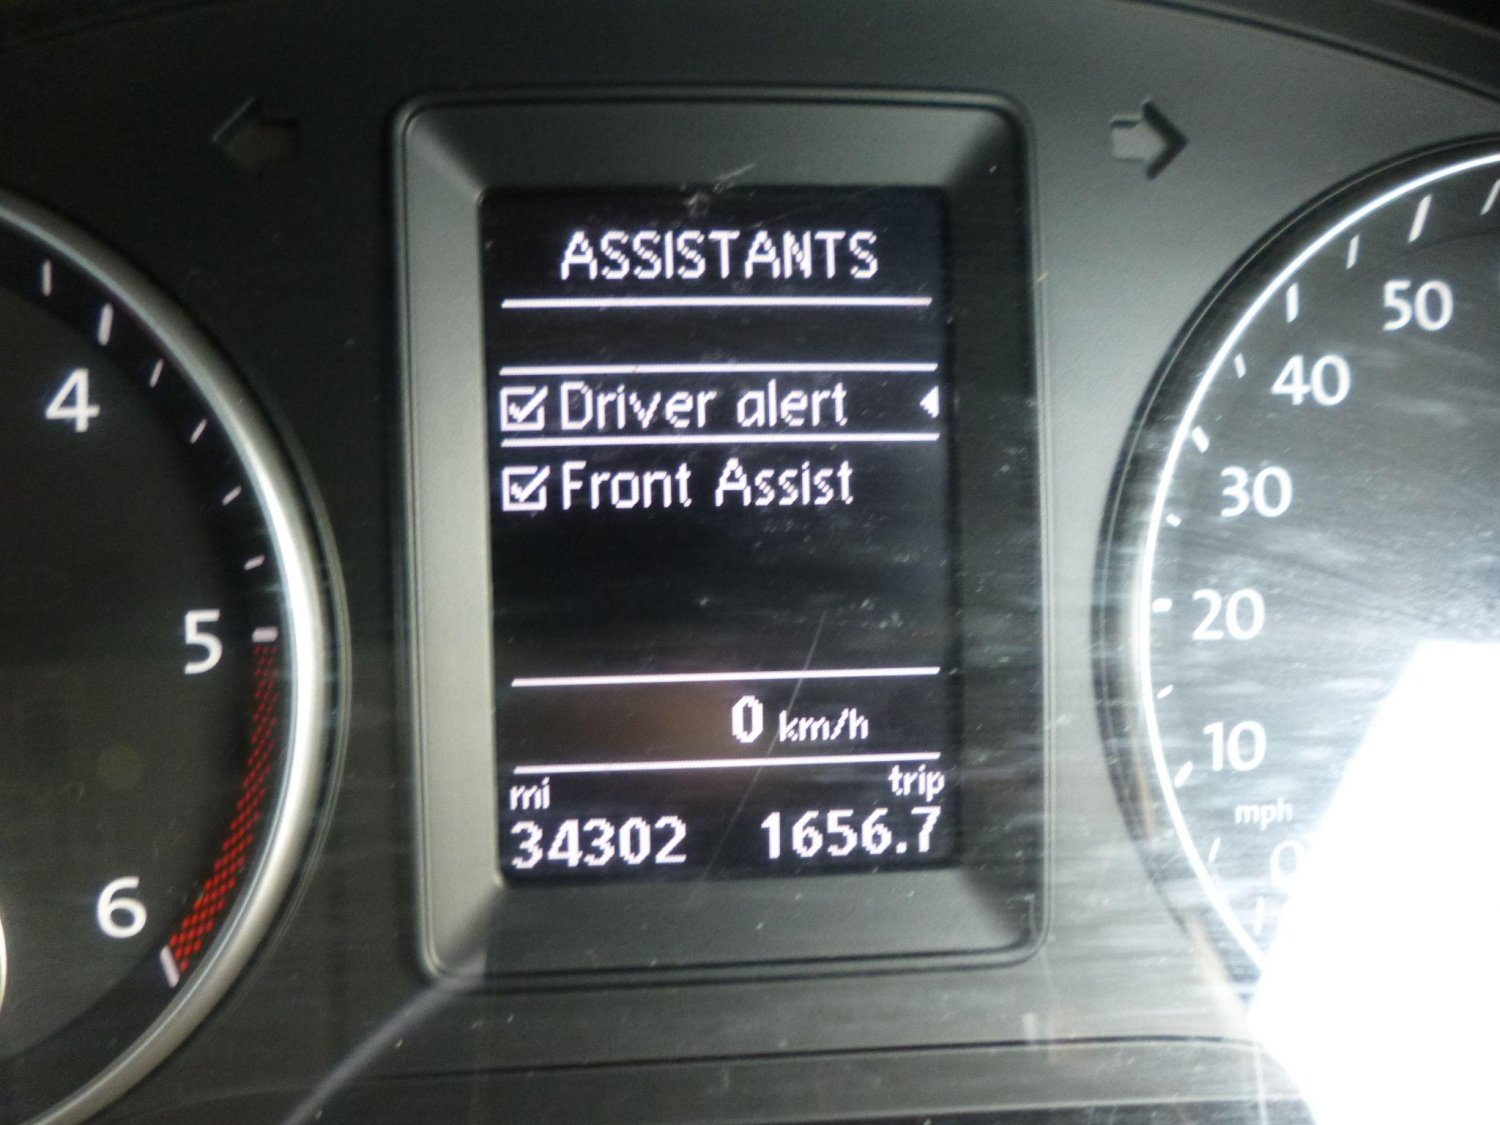 ASSISTANTS
Driver alert
Front Assist
0 km/h
mi trip
34302 1656.7
4
5
6
50
40
30
20
10
mph
0